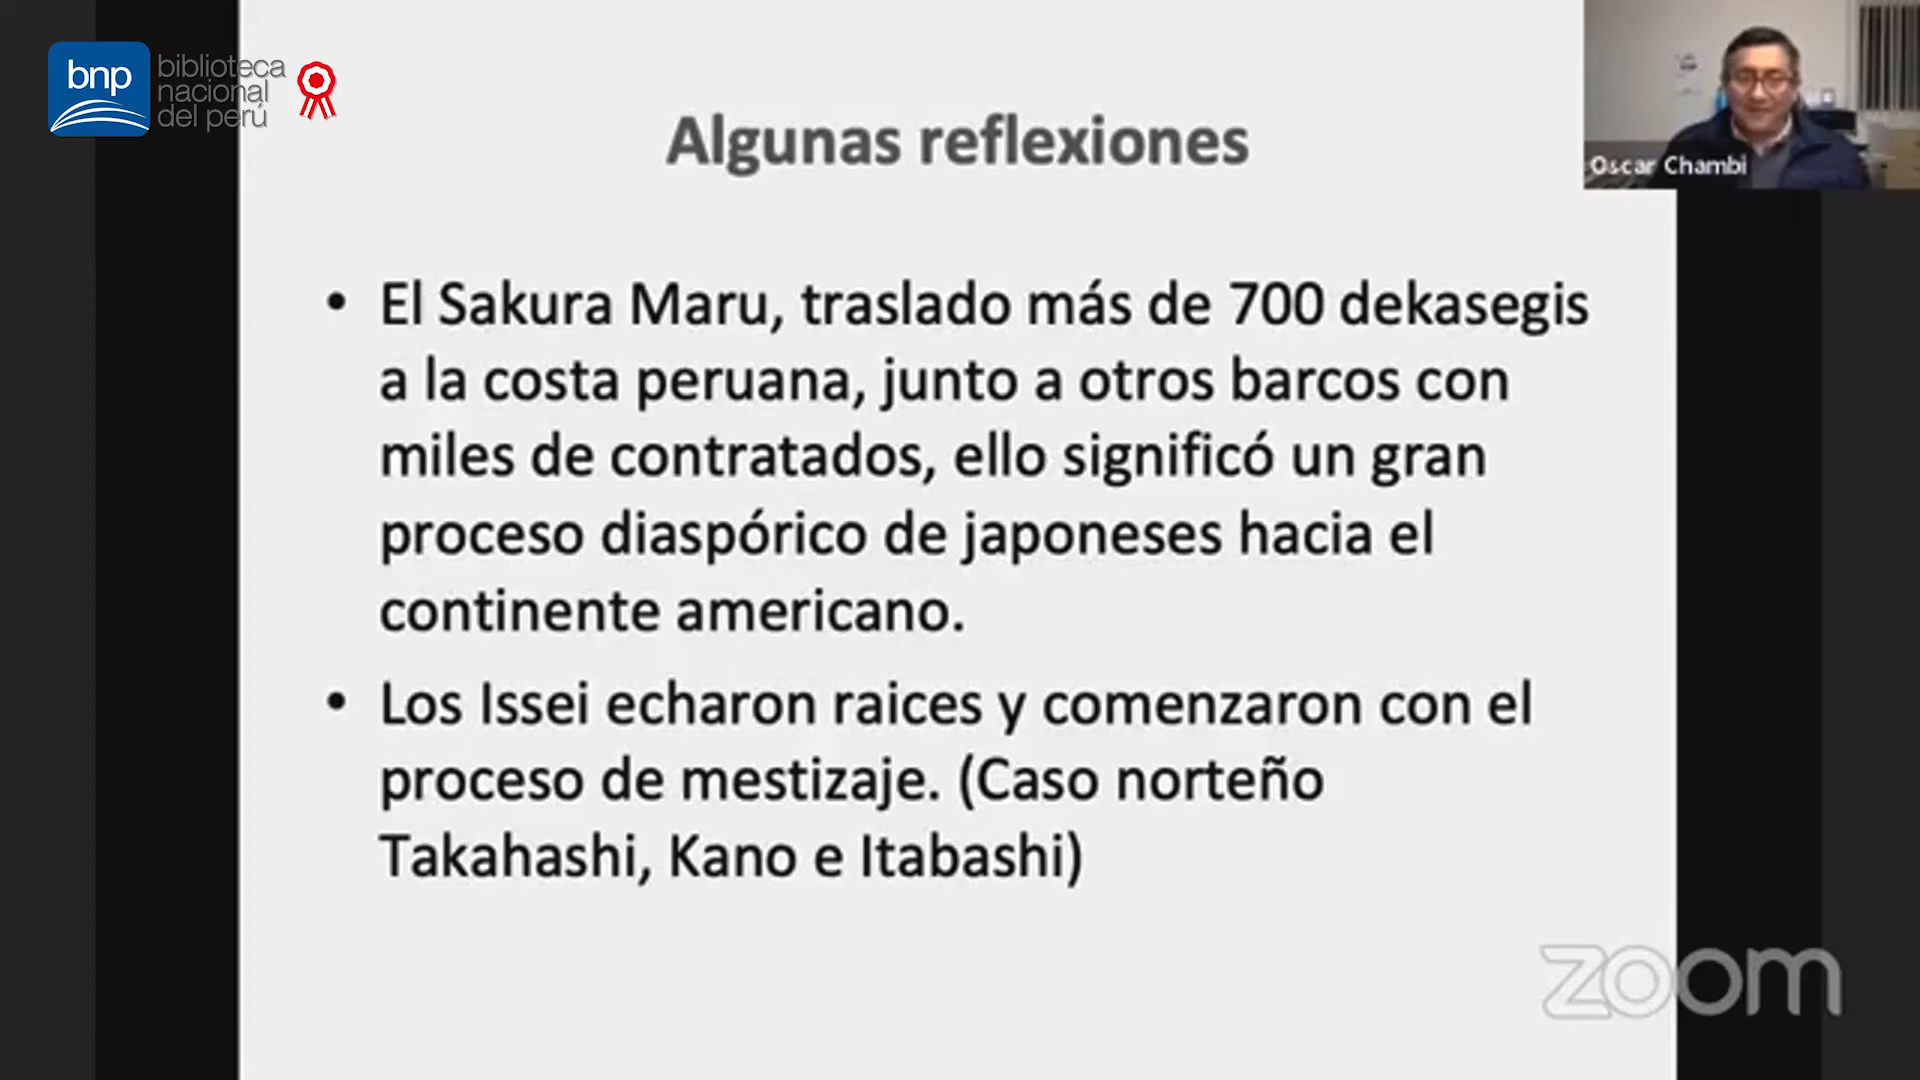 bnp
biblioteca
nacional
del perú
Oscar Chambi
Algunas reflexiones
• El Sakura Maru, traslado más de 700 dekasegis
a la costa peruana, junto a otros barcos con
miles de contratados, ello significó un gran
proceso diaspórico de japoneses hacia el
continente americano.
• Los Issei echaron raices y comenzaron con el
proceso de mestizaje. (Caso norteño
Takahashi, Kano e Itabashi)
zoom